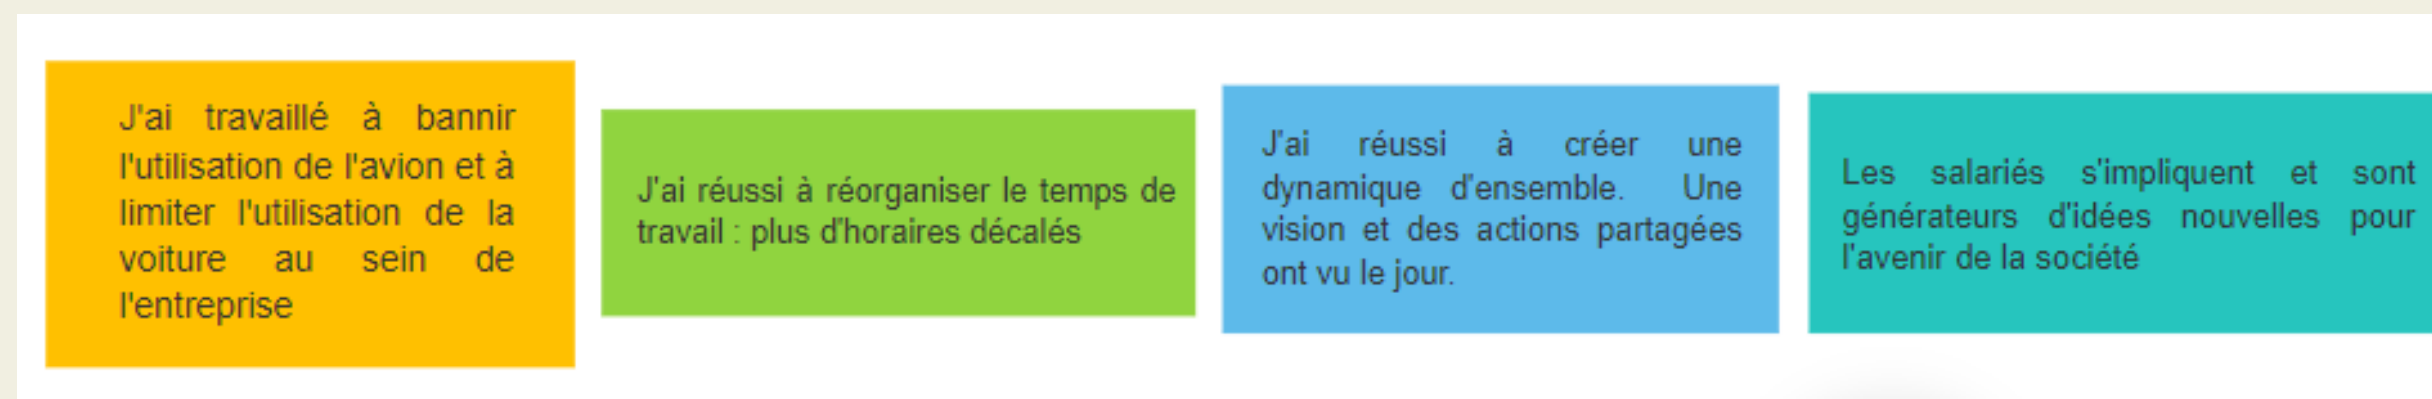 J'ai travaillé à bannir
l'utilisation de l'avion et à
limiter l'utilisation de la
voiture au sein de
l'entreprise
J'ai réussi à réorganiser le temps de
travail : plus d'horaires décalés
J'ai réussi à créer une
dynamique d'ensemble. Une
vision et des actions partagées
ont vu le jour.
Les salariés s'impliquent et sont
générateurs d'idées nouvelles pour
l'avenir de la société